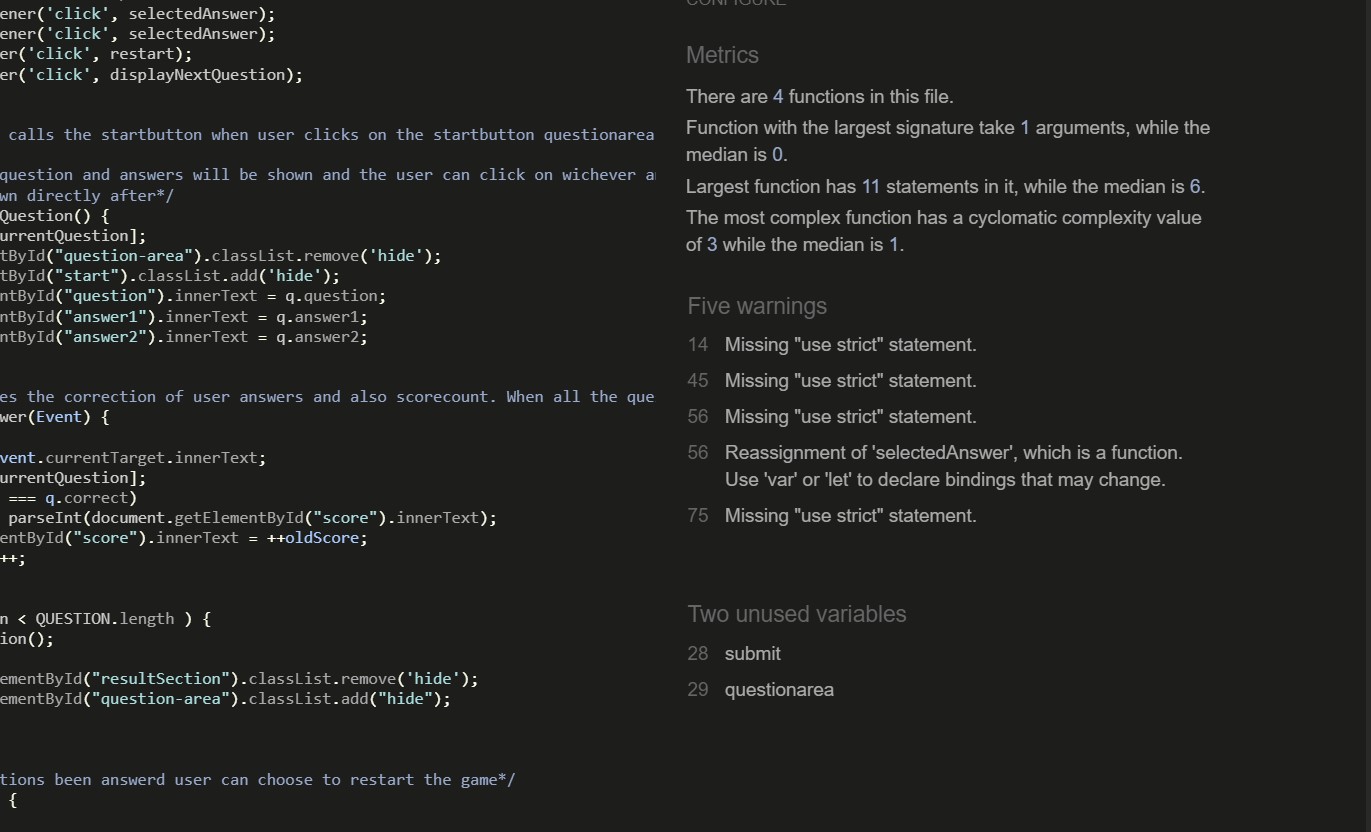 ener('click', selectedAnswer);
ener('click', selectedAnswer);
er('click', restart);
er('click', displayNextQuestion);
calls the startbutton when user clicks on the startbutton questionarea
question and answers will be shown and the user can click on wichever a
wn directly after*/
Question() {
urrentQuestion];
tById("question-area").classList.remove('hide');
tById("start").classList.add('hide');
ntById("question").innerText = q.question;
ntById("answer1").innerText = q.answer1;
ntById("answer2").innerText = q.answer2;
es the correction of user answers and also scorecount. When all the que
wer(Event) {
vent.currentTarget.innerText;
urrentQuestion];
=== q.correct)
parseInt(document.getElementById("score").innerText);
entById("score").innerText = ++oldScore;
++;
n < QUESTION.length ) {
ion();
ementById("resultSection").classList.remove('hide');
ementById("question-area").classList.add("hide");
tions been answerd user can choose to restart the game*/
{
CONFIGURE
Metrics
There are 4 functions in this file.
Function with the largest signature take 1 arguments, while the
median is 0.
Largest function has 11 statements in it, while the median is 6.
The most complex function has a cyclomatic complexity value
of 3 while the median is 1.
Five warnings
14 Missing "use strict" statement.
45 Missing "use strict" statement.
56 Missing "use strict" statement.
56 Reassignment of 'selectedAnswer', which is a function.
Use 'var' or 'let' to declare bindings that may change.
75 Missing "use strict" statement.
Two unused variables
28 submit
29 questionarea